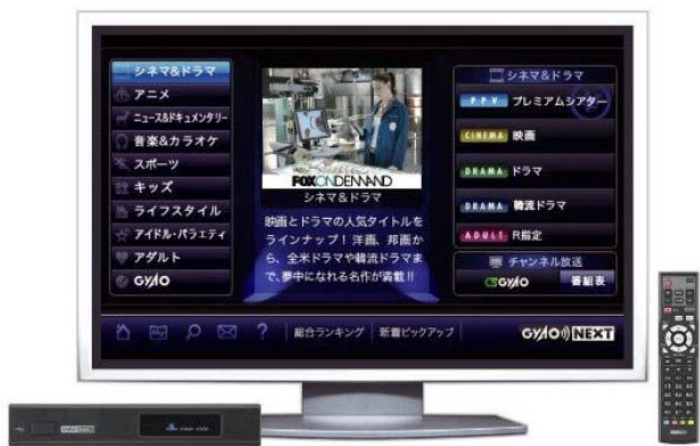 シネマ&ドラマ
アニメ
ニュース&ドキュメンタリー
音楽&カラオケ
スポーツ
キッズ
ライフスタイル
アイドル・バラエティ
アダルト
GYAO
FOX ON DEMAND
シネマ&ドラマ
映画とドラマの人気タイトルを
ラインナップ!洋画、邦画か
ら、全米ドラマや韓流ドラマま
で、夢中になれる名作が満載!!
シネマ&ドラマ
PPV プレミアムシアター
CINEMA 映画
DRAMA ドラマ
DRAMA 韓流ドラマ
ADULT R指定
チャンネル放送
CSGYAO 番組表
? 総合ランキング 新着ピックアップ GYAO NEXT